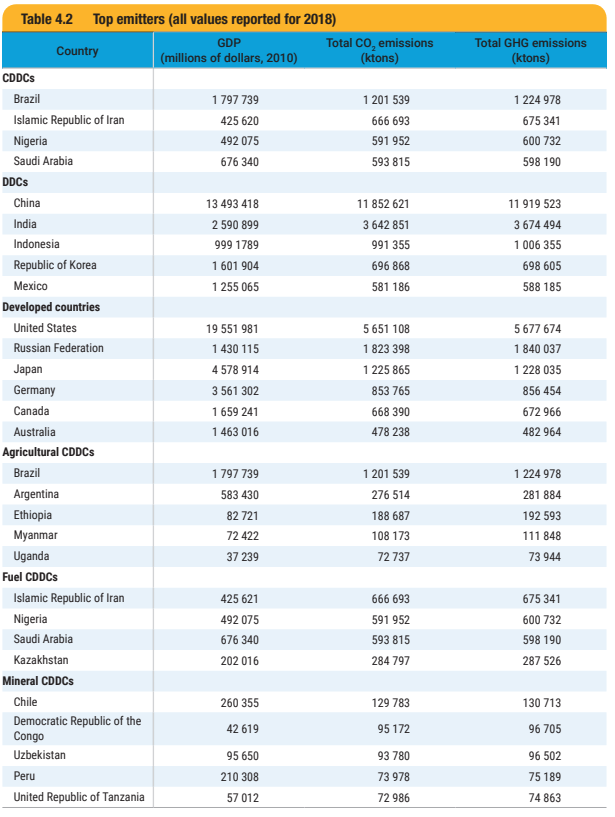 Table 4.2 Top emitters (all values reported for 2018)
Country GDP (millions of dollars, 2010) Total CO₂ emissions (ktons) Total GHG emissions (ktons)
CDDCs
Brazil 1 797 739 1 201 539 1 224 978
Islamic Republic of Iran 425 620 666 693 675 341
Nigeria 492 075 591 952 600 732
Saudi Arabia 676 340 593 815 598 190
DDCs
China 13 493 418 11 852 621 11 919 523
India 2 590 899 3 642 851 3 674 494
Indonesia 999 1789 991 355 1 006 355
Republic of Korea 1 601 904 696 868 698 605
Mexico 1 255 065 581 186 588 185
Developed countries
United States 19 551 981 5 651 108 5 677 674
Russian Federation 1 430 115 1 823 398 1 840 037
Japan 4 578 914 1 225 865 1 228 035
Germany 3 561 302 853 765 856 454
Canada 1 659 241 668 390 672 966
Australia 1 463 016 478 238 482 964
Agricultural CDDCs
Brazil 1 797 739 1 201 539 1 224 978
Argentina 583 430 276 514 281 884
Ethiopia 82 721 188 687 192 593
Myanmar 72 422 108 173 111 848
Uganda 37 239 72 737 73 944
Fuel CDDCs
Islamic Republic of Iran 425 621 666 693 675 341
Nigeria 492 075 591 952 600 732
Saudi Arabia 676 340 593 815 598 190
Kazakhstan 202 016 284 797 287 526
Mineral CDDCs
Chile 260 355 129 783 130 713
Democratic Republic of the
Congo 42 619 95 172 96 705
Uzbekistan 95 650 93 780 96 502
Peru 210 308 73 978 75 189
United Republic of Tanzania 57 012 72 986 74 863